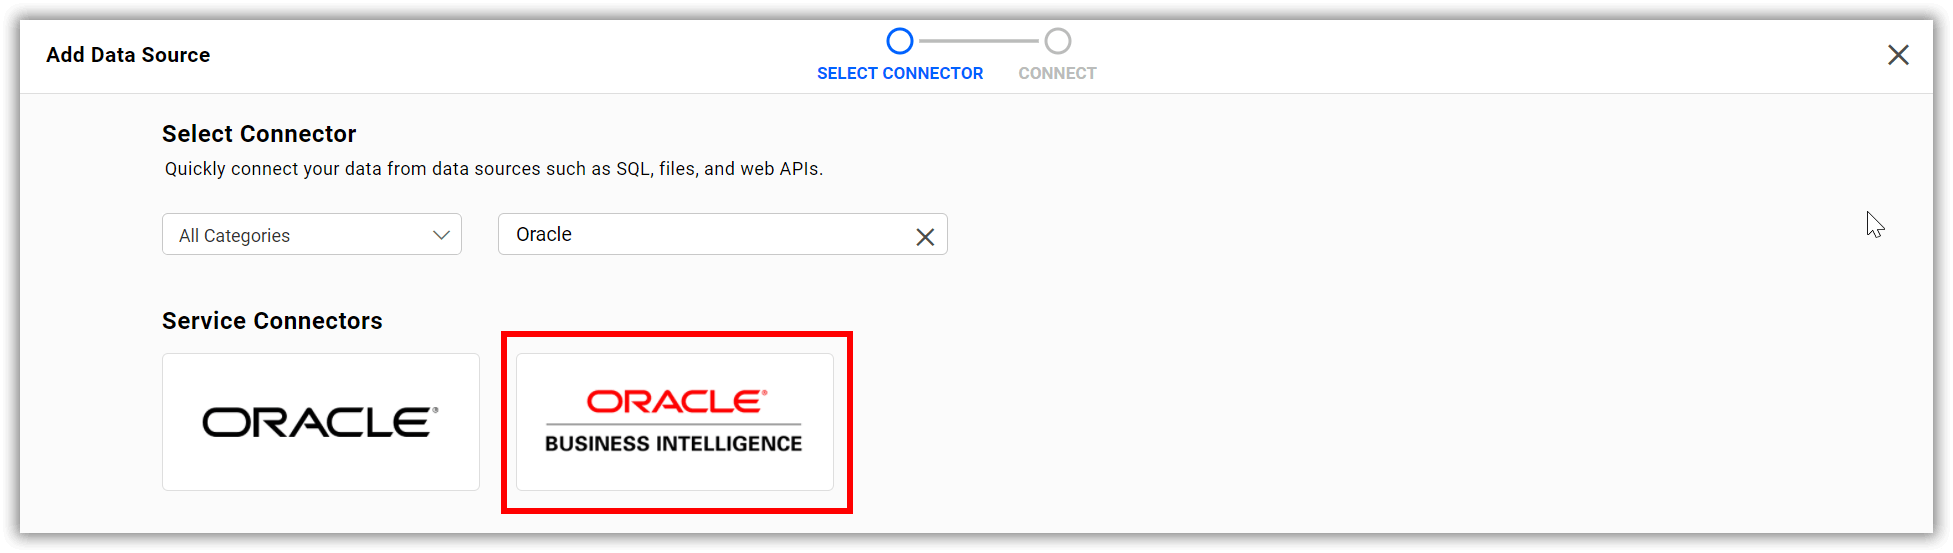 Add Data Source
SELECT CONNECTOR
CONNECT
Select Connector
Quickly connect your data from data sources such as SQL, files, and web APIs.
All Categories
Oracle
Service Connectors
ORACLE®
ORACLE®
BUSINESS INTELLIGENCE